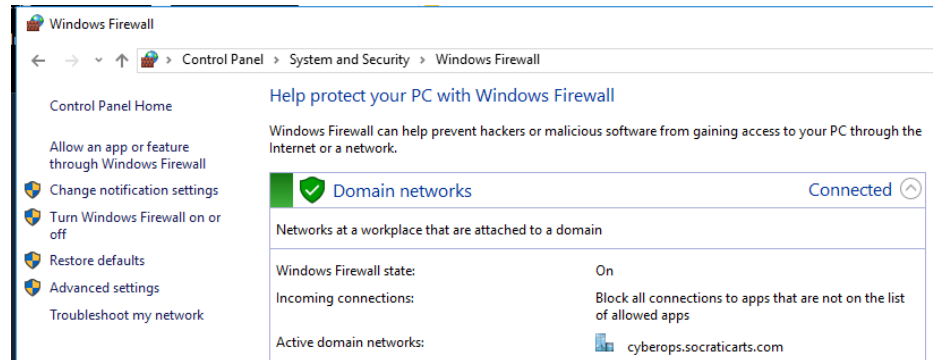 Windows Firewall
Control Panel > System and Security > Windows Firewall
Control Panel Home
Allow an app or feature
through Windows Firewall
Change notification settings
Turn Windows Firewall on or
off
Restore defaults
Advanced settings
Troubleshoot my network
Help protect your PC with Windows Firewall
Windows Firewall can help prevent hackers or malicious software from gaining access to your PC through the
Internet or a network.
Domain networks
Connected
Networks at a workplace that are attached to a domain
Windows Firewall state:
On
Incoming connections:
Block all connections to apps that are not on the list
of allowed apps
Active domain networks:
cyberops.socraticarts.com